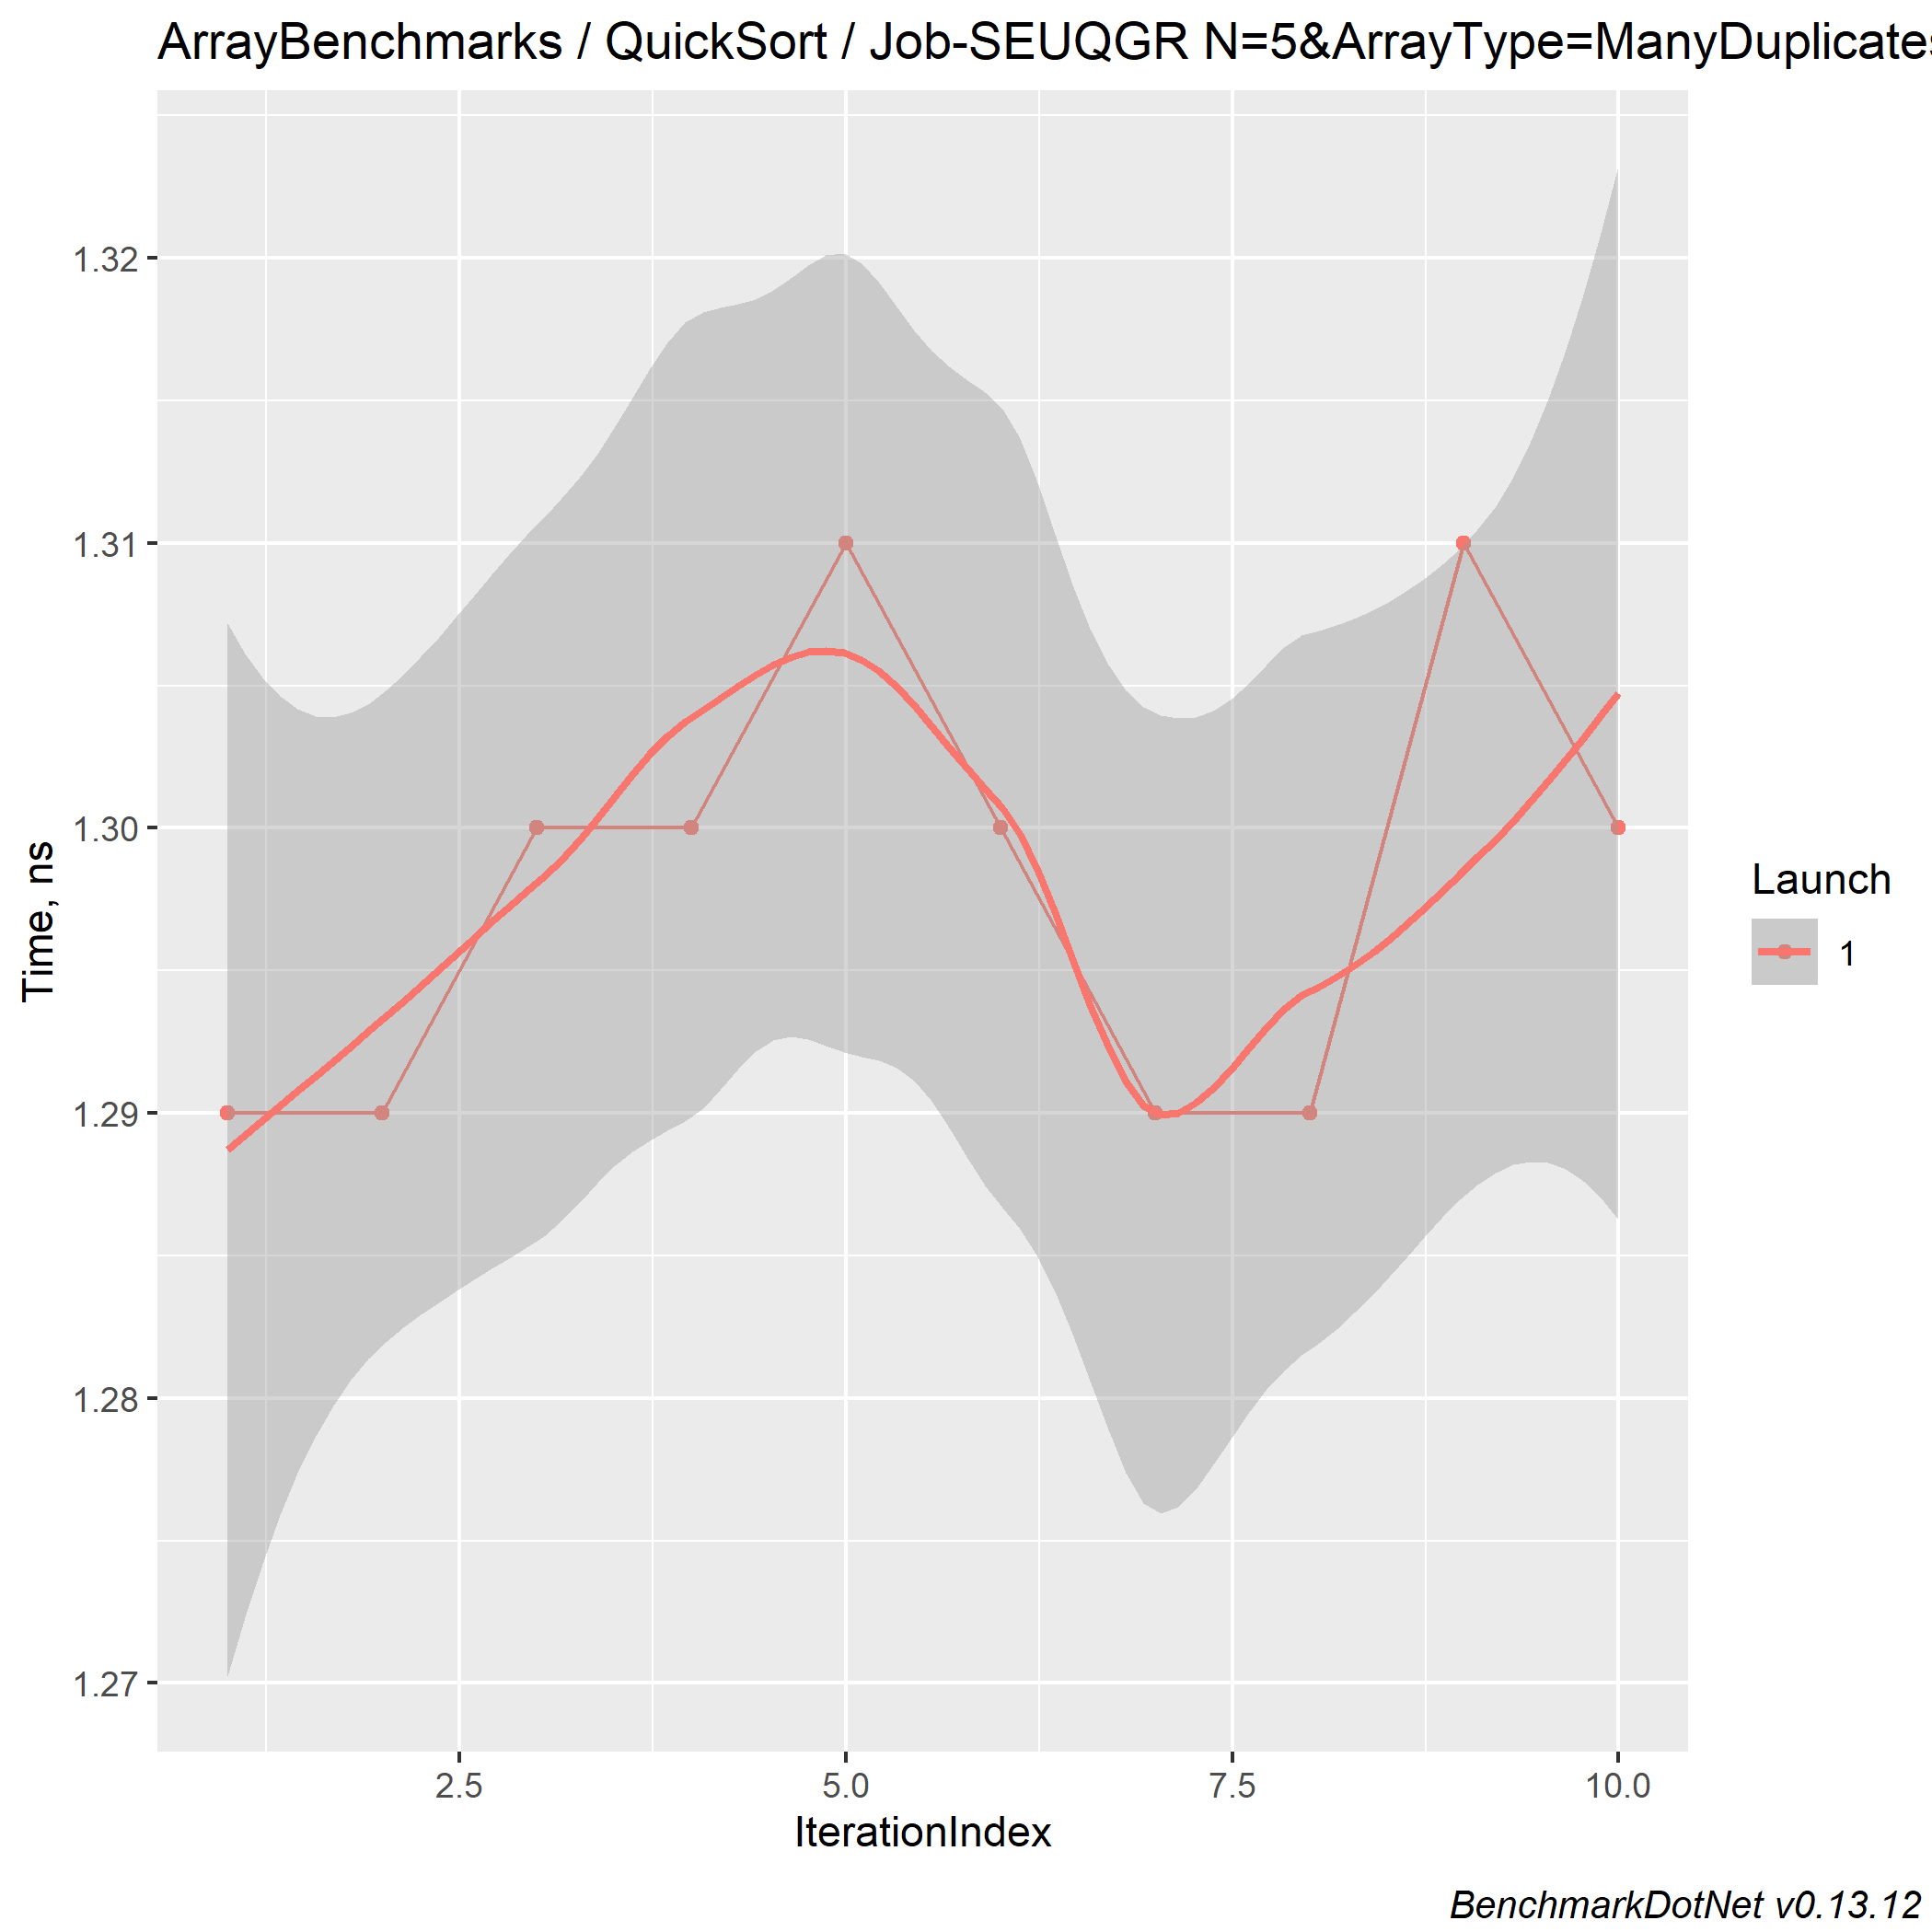 ArrayBenchmarks / QuickSort / Job-SEUQGR N=5&ArrayType=ManyDuplicates
1.32
1.31
1.30
1.29
1.28
1.27
Time, ns
2.5 5.0 7.5 10.0
IterationIndex
Launch
1
BenchmarkDotNet v0.13.12